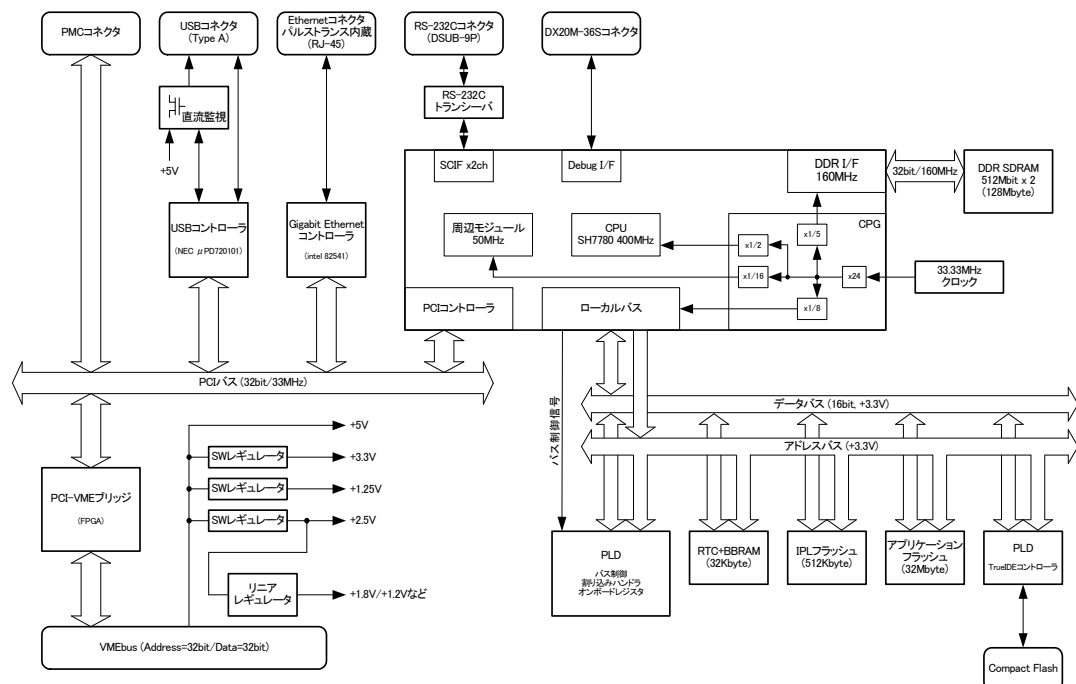 PMCコネクタ
USBコネクタ
(Type A)
Ethernetコネクタ
パルストランス内蔵
(RJ-45)
RS-232Cコネクタ
(DSUB-9P)
DX20M-36Sコネクタ
直流監視
+5V
RS-232C
トランシーバ
SCIF x2ch
Debug I/F
DDR I/F
160MHz
32bit/160MHz
DDR SDRAM
512Mbit x 2
(128Mbyte)
USBコントローラ
(NEC μPD720101)
Gigabit Ethernet
コントローラ
(intel 82541)
周辺モジュール
50MHz
CPU
SH7780 400MHz
CPG
x1/2
x1/5
x1/16
x24
x1/8
33.33MHz
クロック
PCIコントローラ
ローカルバス
PCIバス (32bit/33MHz)
バス制御信号
データバス (16bit, +3.3V)
アドレスバス (+3.3V)
+5V
SWレギュレータ
+3.3V
SWレギュレータ
+1.25V
SWレギュレータ
+2.5V
リニア
レギュレータ
+1.8V/+1.2Vなど
PCI-VMEブリッジ
(FPGA)
VMEbus (Address=32bit/Data=32bit)
PLD
バス制御
割り込みハンドラ
オンボードレジスタ
RTC+BBRAM
(32Kbyte)
IPLフラッシュ
(512Kbyte)
アプリケーション
フラッシュ
(32Mbyte)
PLD
TrueIDEコントローラ
Compact Flash